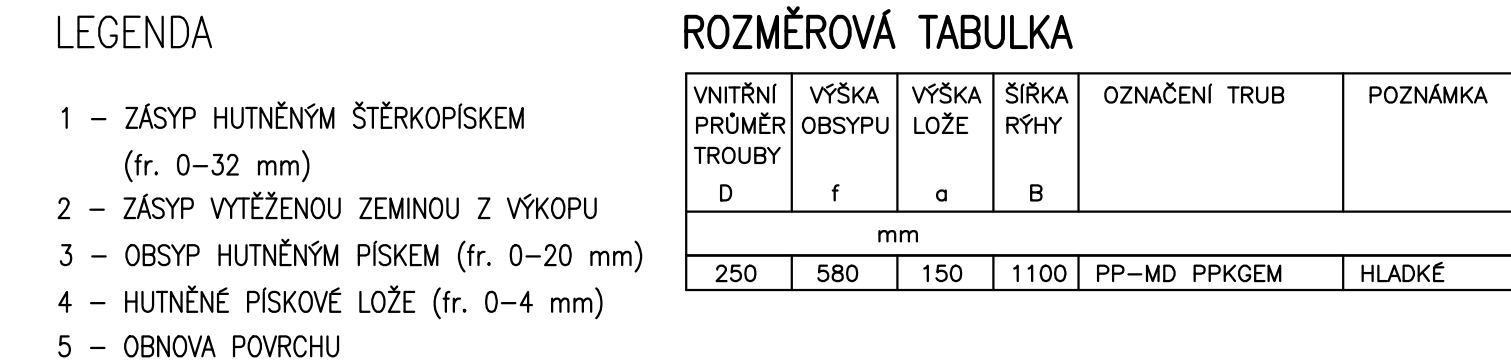 LEGENDA
1 – ZÁSYP HUTNĚNÝM ŠTĚRKOPÍSKEM
(fr. 0–32 mm)
2 – ZÁSYP VYTĚŽENOU ZEMINOU Z VÝKOPU
3 – OBSYP HUTNĚNÝM PÍSKEM (fr. 0–20 mm)
4 – HUTNĚNÉ PÍSKOVÉ LOŽE (fr. 0–4 mm)
5 – OBNOVA POVRCHU
ROZMĚROVÁ TABULKA
VNITŘNÍ VÝŠKA VÝŠKA ŠÍŘKA OZNAČENÍ TRUB POZNÁMKA
PRŮMĚR OBSYPU LOŽE RÝHY
TROUBY
D f a B
mm
250 580 150 1100 PP–MD PPKGEM HLADKÉ